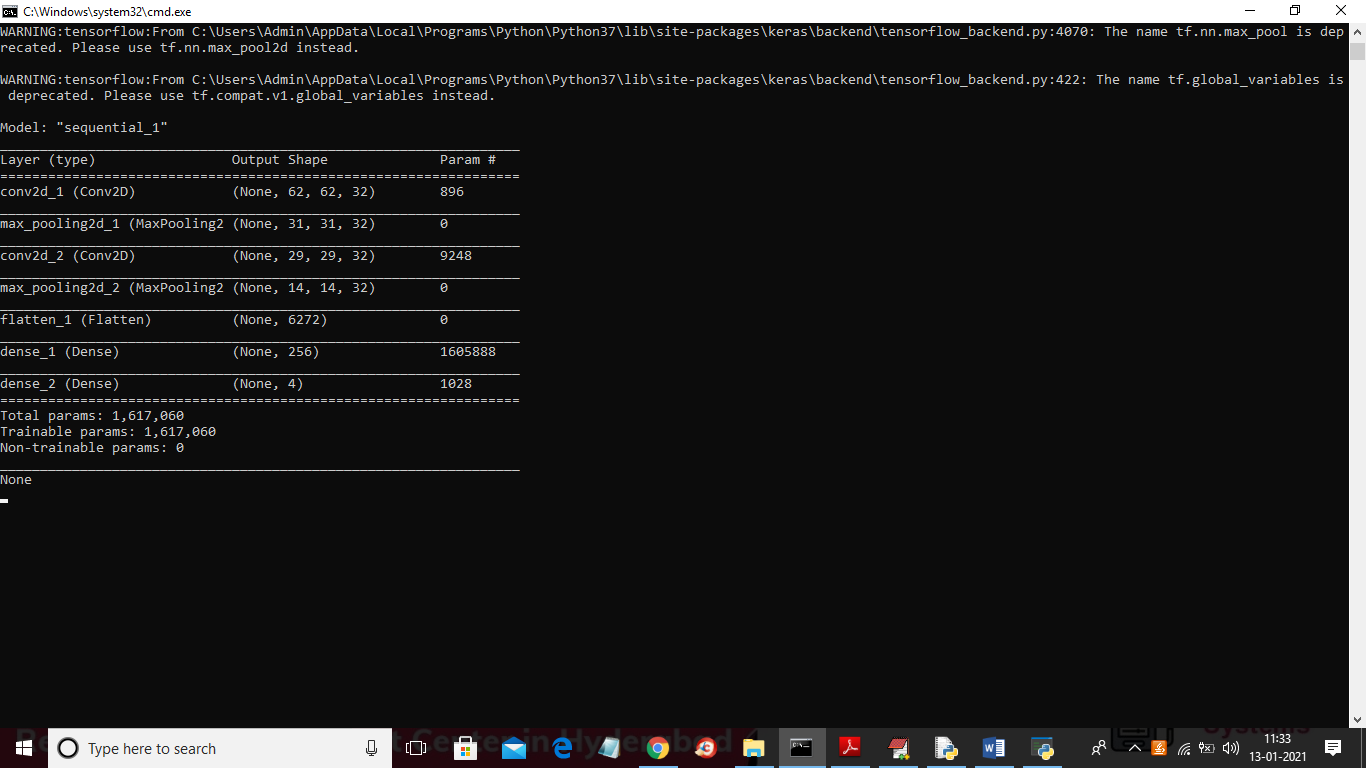 C:\Windows\system32\cmd.exe
WARNING:tensorflow:From C:\Users\Admin\AppData\Local\Programs\Python\Python37\lib\site-packages\keras\backend\tensorflow_backend.py:4070: The name tf.nn.max_pool is dep
recated. Please use tf.nn.max_pool2d instead.
WARNING:tensorflow:From C:\Users\Admin\AppData\Local\Programs\Python\Python37\lib\site-packages\keras\backend\tensorflow_backend.py:422: The name tf.global_variables is
deprecated. Please use tf.compat.v1.global_variables instead.
Model: "sequential_1"
Layer (type) Output Shape Param #
conv2d_1 (Conv2D) (None, 62, 62, 32) 896
max_pooling2d_1 (MaxPooling2 (None, 31, 31, 32) 0
conv2d_2 (Conv2D) (None, 29, 29, 32) 9248
max_pooling2d_2 (MaxPooling2 (None, 14, 14, 32) 0
flatten_1 (Flatten) (None, 6272) 0
dense_1 (Dense) (None, 256) 1605888
dense_2 (Dense) (None, 4) 1028
Total params: 1,617,060
Trainable params: 1,617,060
Non-trainable params: 0
None
Type here to search
11:33
13-01-2021